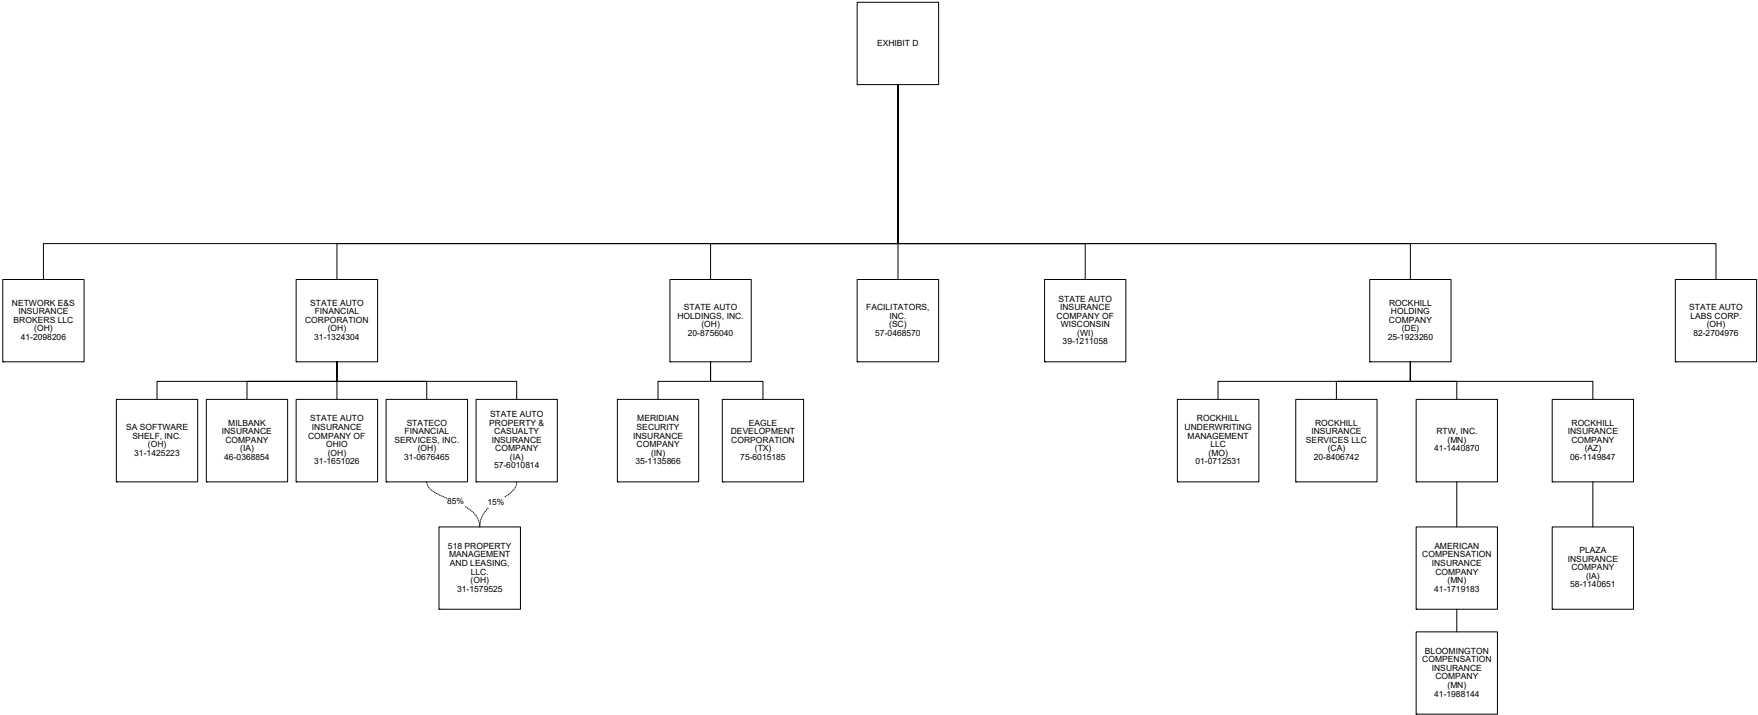 EXHIBIT D
NETWORK E&S
INSURANCE
BROKERS LLC
(OH)
41-2098206
STATE AUTO
FINANCIAL
CORPORATION
(OH)
31-1324304
STATE AUTO
HOLDINGS, INC.
(OH)
20-8756040
FACILITATORS,
INC.
(SC)
57-0468570
STATE AUTO
INSURANCE
COMPANY OF
WISCONSIN
(WI)
39-1211058
ROCKHILL
HOLDING
COMPANY
(DE)
25-1923260
STATE AUTO
LABS CORP.
(OH)
82-2704976
SA SOFTWARE
SHELF, INC.
(OH)
31-1425223
MILBANK
INSURANCE
COMPANY
(IA)
46-0368854
STATE AUTO
INSURANCE
COMPANY OF
OHIO
(OH)
31-1651026
STATECO
FINANCIAL
SERVICES, INC.
(OH)
31-0676465
STATE AUTO
PROPERTY &
CASUALTY
INSURANCE
COMPANY
(IA)
57-6010814
MERIDIAN
SECURITY
INSURANCE
COMPANY
(IN)
35-1135866
EAGLE
DEVELOPMENT
CORPORATION
(TX)
75-6015185
ROCKHILL
UNDERWRITING
MANAGEMENT
LLC
(MO)
01-0712531
ROCKHILL
INSURANCE
SERVICES LLC
(CA)
20-8406742
RTW, INC.
(MN)
41-1440870
ROCKHILL
INSURANCE
COMPANY
(AZ)
06-1149847
85%
15%
518 PROPERTY
MANAGEMENT
AND LEASING,
LLC.
(OH)
31-1579525
AMERICAN
COMPENSATION
INSURANCE
COMPANY
(MN)
41-1719183
PLAZA
INSURANCE
COMPANY
(IA)
58-1140651
BLOOMINGTON
COMPENSATION
INSURANCE
COMPANY
(MN)
41-1988144